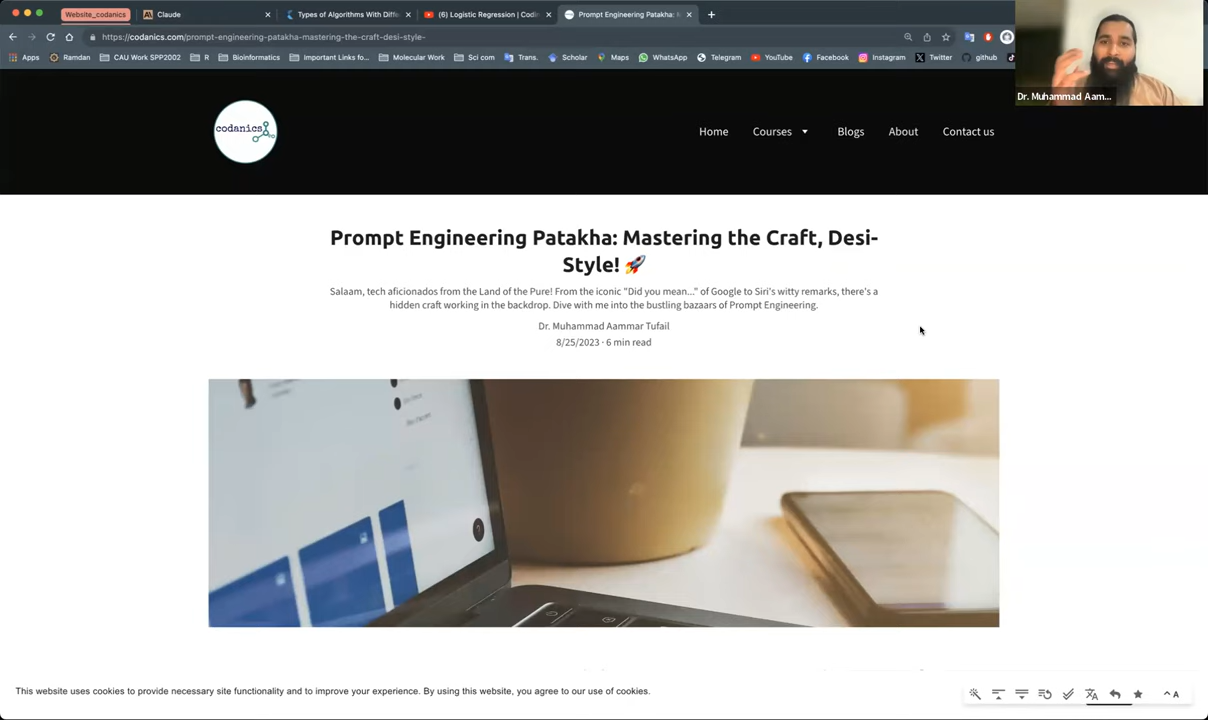 Website_codanics
Claude
Types of Algorithms With Diffe
(6) Logistic Regression | Codi
Prompt Engineering Patakha:
https://codanics.com/prompt-engineering-patakha-mastering-the-craft-desi-style-
Apps
Ramdan
CAU Work SPP2002
R
Bioinformatics
Important Links fo...
Molecular Work
Sci com
Trans.
Scholar
Maps
WhatsApp
Telegram
YouTube
Facebook
Instagram
Twitter
github
Dr. Muhammad Aam...
codanics
Home
Courses
Blogs
About
Contact us
Prompt Engineering Patakha: Mastering the Craft, Desi-
Style! 🚀
Salaam, tech aficionados from the Land of the Pure! From the iconic "Did you mean..." of Google to Siri's witty remarks, there's a
hidden craft working in the backdrop. Dive with me into the bustling bazaars of Prompt Engineering.
Dr. Muhammad Aammar Tufail
8/25/2023 · 6 min read
This website uses cookies to provide necessary site functionality and to improve your experience. By using this website, you agree to our use of cookies.
A